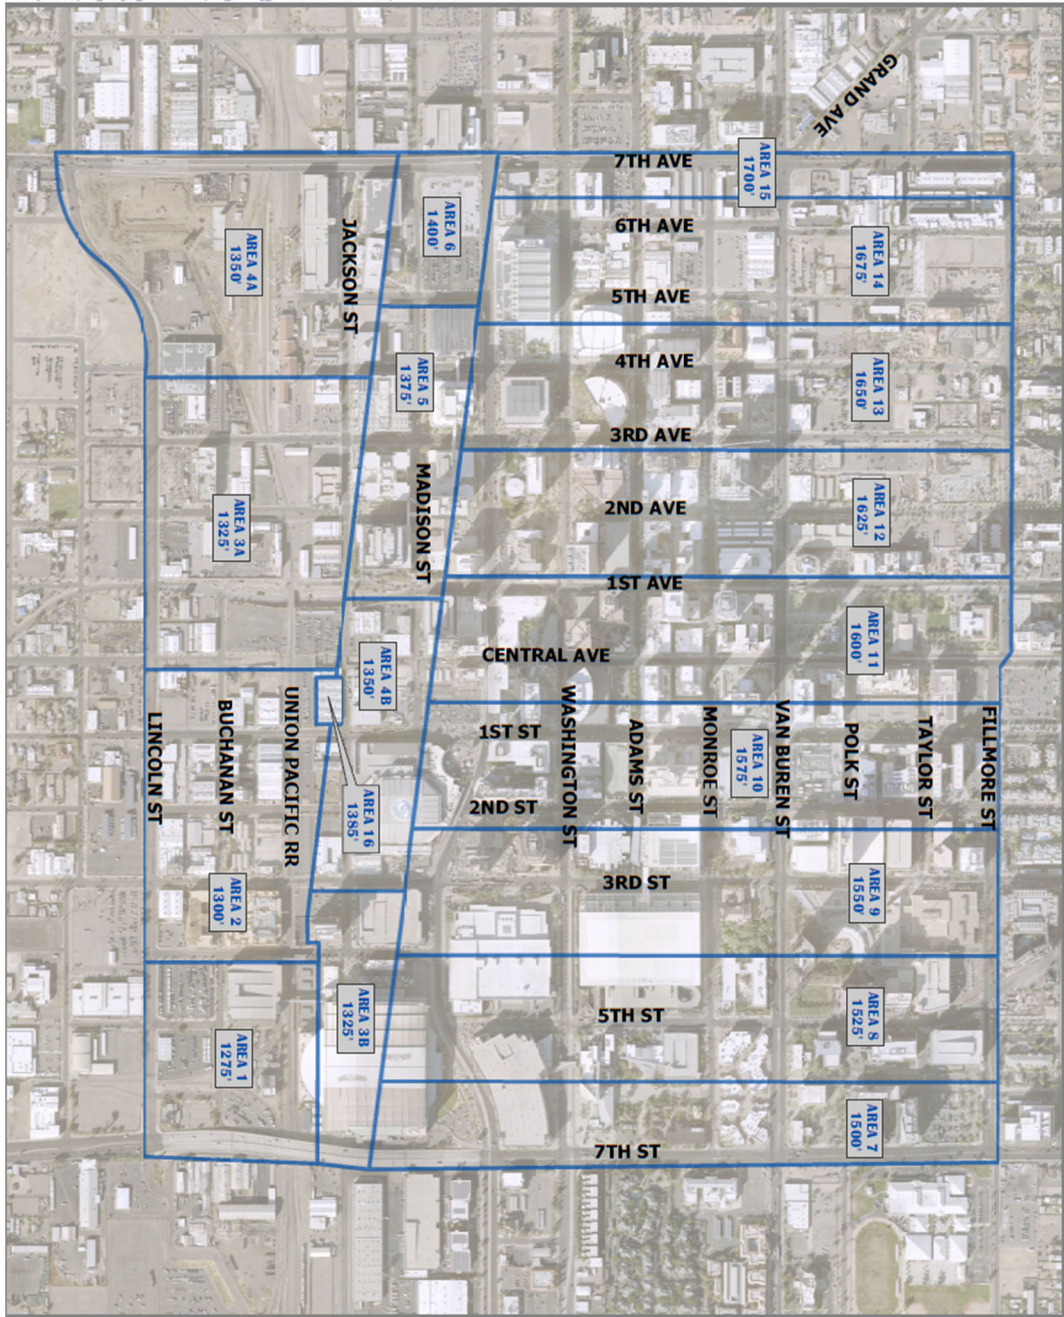 GRAND AVE
7TH AVE
AREA 15
1700'
6TH AVE
AREA 6
1400'
AREA 14
1675'
AREA 4A
1350'
JACKSON ST
5TH AVE
4TH AVE
AREA 5
1375'
AREA 13
1650'
3RD AVE
MADISON ST
2ND AVE
AREA 12
1625'
AREA 3A
1325'
1ST AVE
AREA 11
1600'
CENTRAL AVE
AREA 4B
1350'
LINCOLN ST
BUCHANAN ST
UNION PACIFIC RR
1ST ST
WASHINGTON ST
ADAMS ST
MONROE ST
AREA 10
1575'
VAN BUREN ST
POLK ST
TAYLOR ST
FILLMORE ST
2ND ST
AREA 16
1385'
3RD ST
AREA 9
1550'
AREA 2
1300'
AREA 3B
1325'
5TH ST
AREA 8
1525'
AREA 1
1275'
AREA 7
1500'
7TH ST